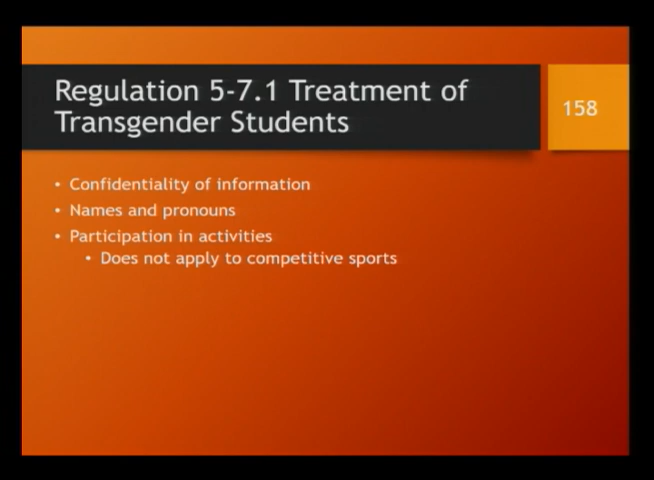 Regulation 5-7.1 Treatment of
Transgender Students
158
• Confidentiality of information
• Names and pronouns
• Participation in activities
• Does not apply to competitive sports